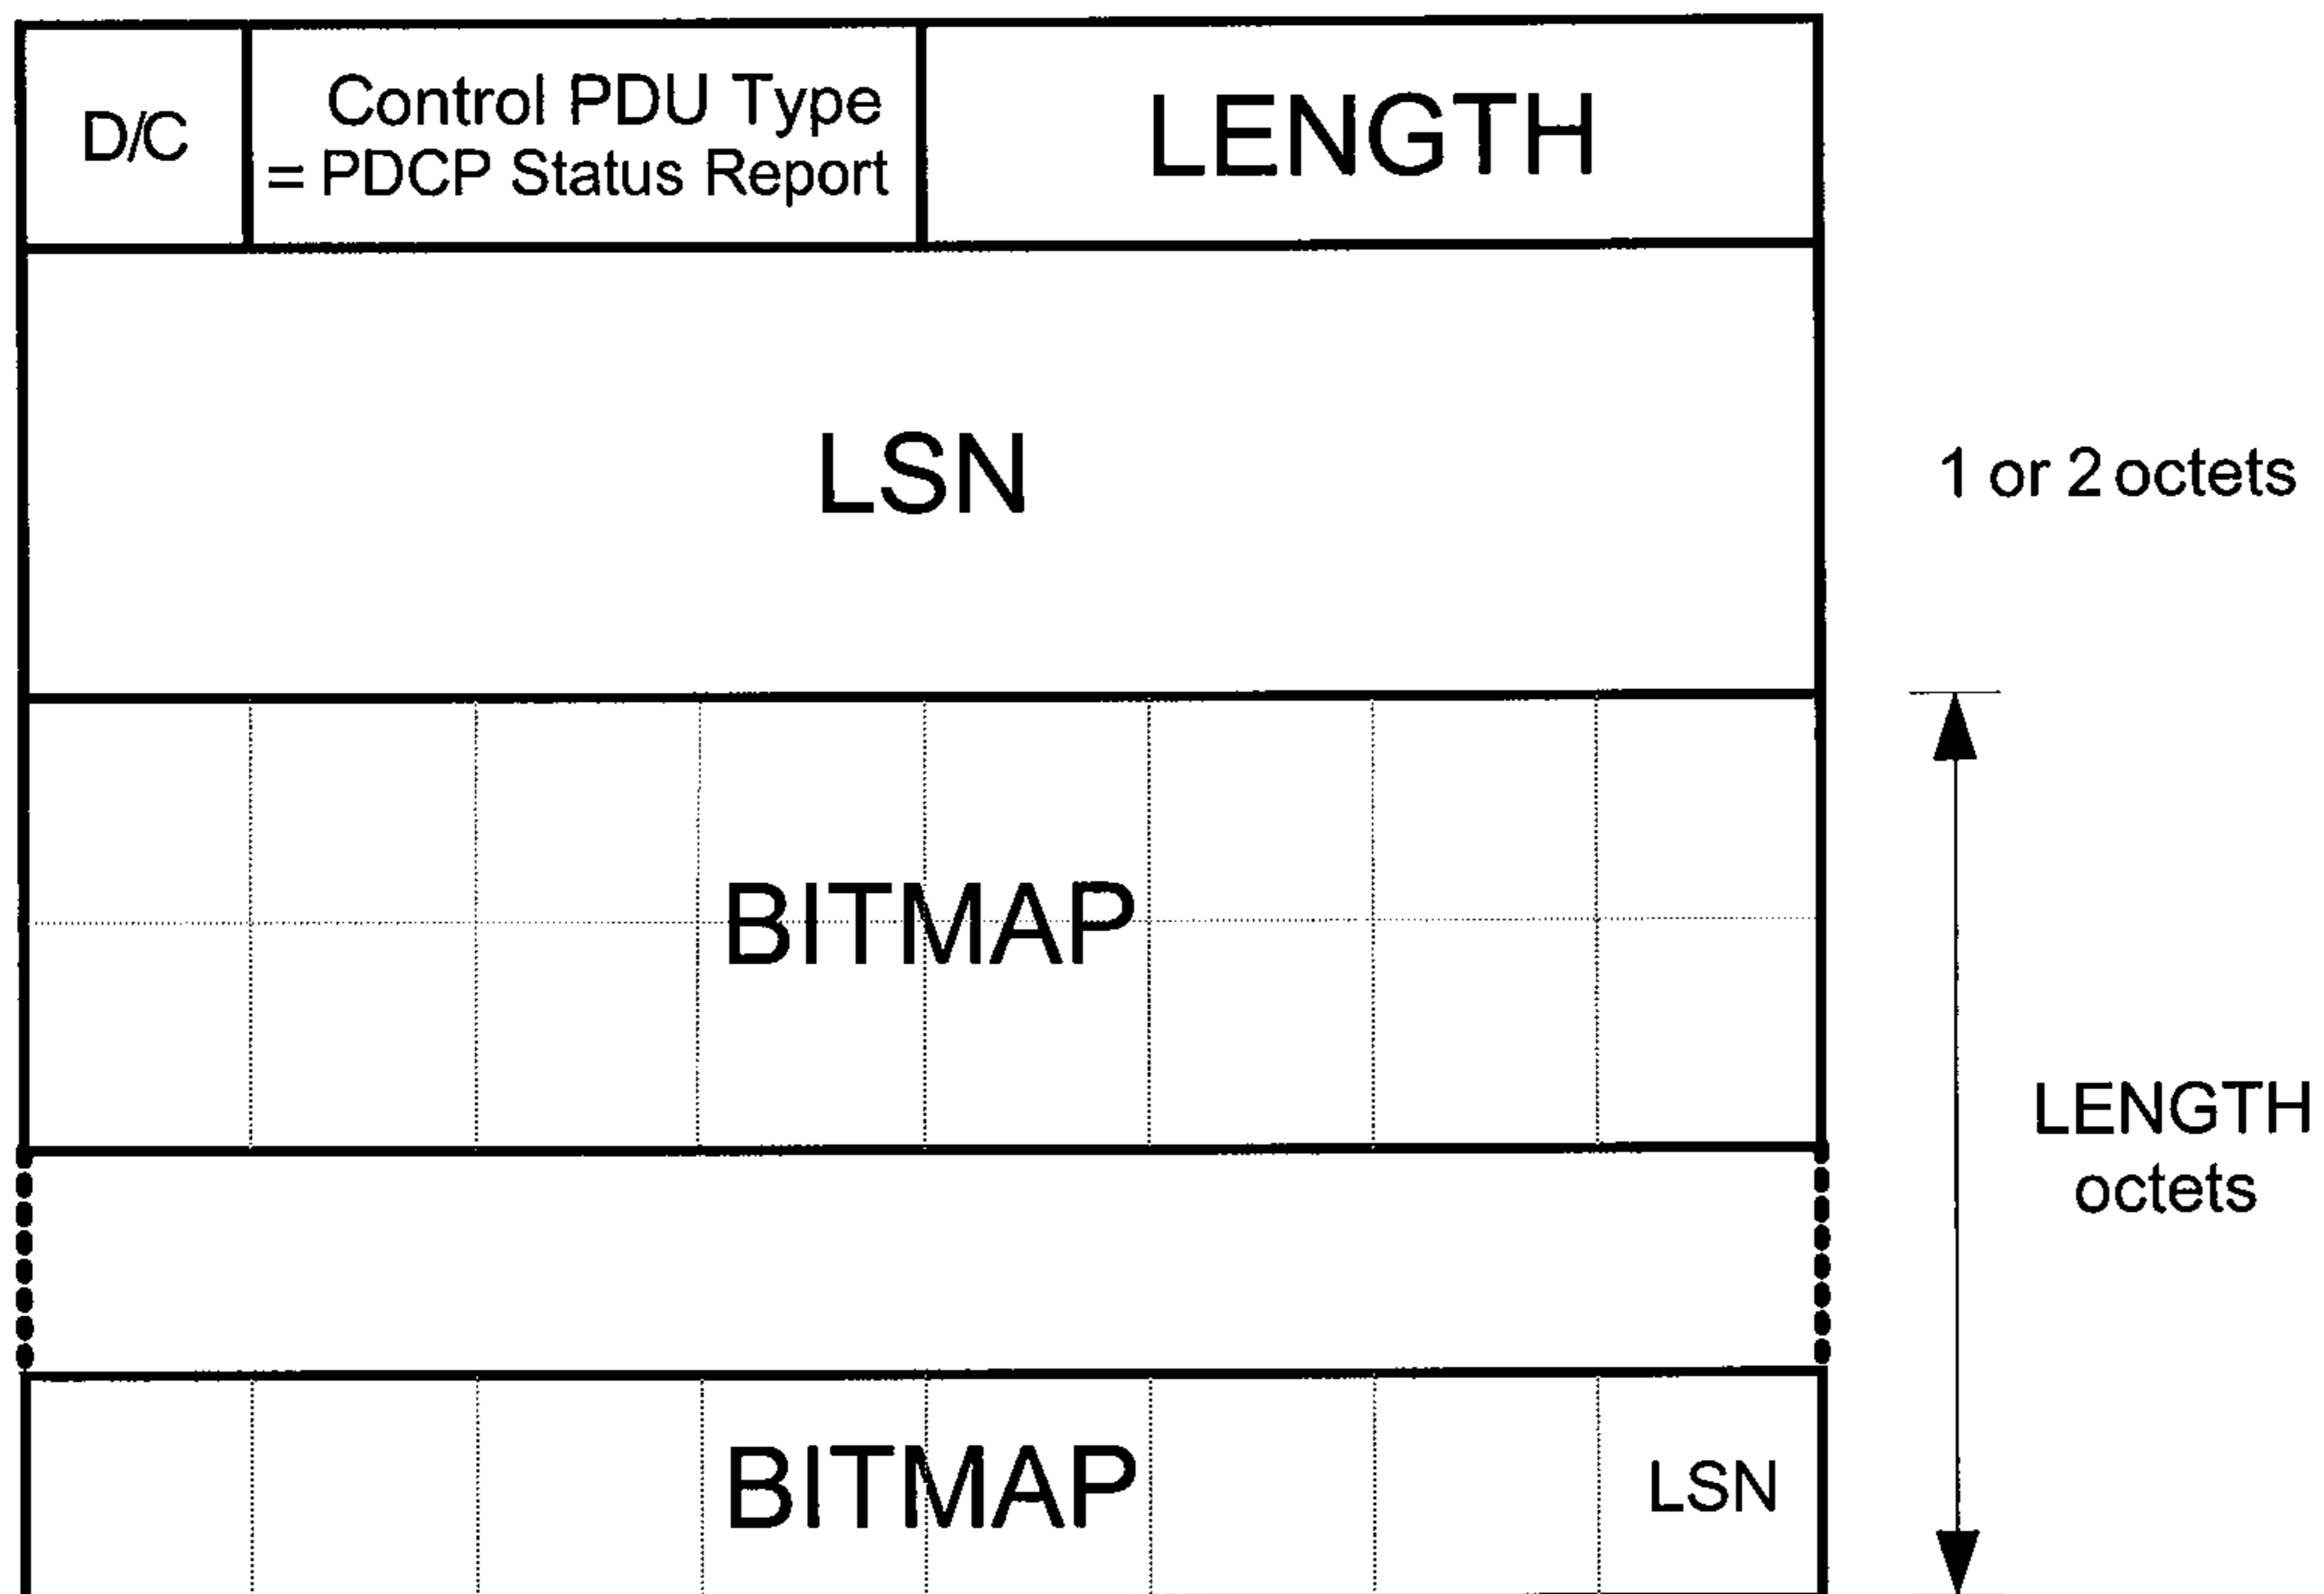 D/C
Control PDU Type
= PDCP Status Report
LENGTH
LSN
1 or 2 octets
BITMAP
LENGTH
octets
BITMAP
LSN